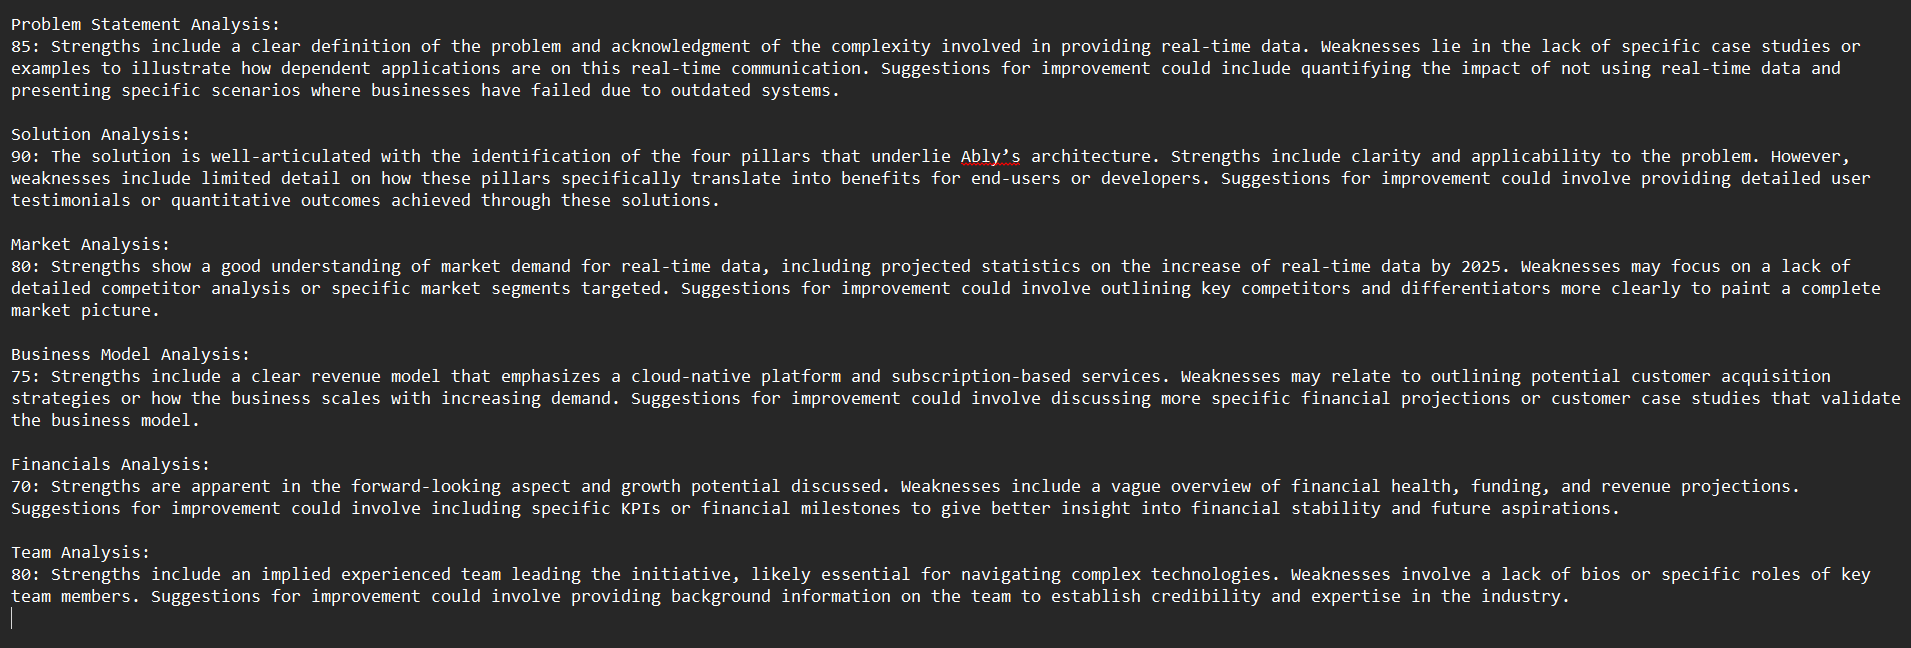 Problem Statement Analysis:
85: Strengths include a clear definition of the problem and acknowledgment of the complexity involved in providing real-time data. Weaknesses lie in the lack of specific case studies or
examples to illustrate how dependent applications are on this real-time communication. Suggestions for improvement could include quantifying the impact of not using real-time data and
presenting specific scenarios where businesses have failed due to outdated systems.

Solution Analysis:
90: The solution is well-articulated with the identification of the four pillars that underlie Ably’s architecture. Strengths include clarity and applicability to the problem. However,
weaknesses include limited detail on how these pillars specifically translate into benefits for end-users or developers. Suggestions for improvement could involve providing detailed user
testimonials or quantitative outcomes achieved through these solutions.

Market Analysis:
80: Strengths show a good understanding of market demand for real-time data, including projected statistics on the increase of real-time data by 2025. Weaknesses may focus on a lack of
detailed competitor analysis or specific market segments targeted. Suggestions for improvement could involve outlining key competitors and differentiators more clearly to paint a complete
market picture.

Business Model Analysis:
75: Strengths include a clear revenue model that emphasizes a cloud-native platform and subscription-based services. Weaknesses may relate to outlining potential customer acquisition
strategies or how the business scales with increasing demand. Suggestions for improvement could involve discussing more specific financial projections or customer case studies that validate
the business model.

Financials Analysis:
70: Strengths are apparent in the forward-looking aspect and growth potential discussed. Weaknesses include a vague overview of financial health, funding, and revenue projections.
Suggestions for improvement could involve including specific KPIs or financial milestones to give better insight into financial stability and future aspirations.

Team Analysis:
80: Strengths include an implied experienced team leading the initiative, likely essential for navigating complex technologies. Weaknesses involve a lack of bios or specific roles of key
team members. Suggestions for improvement could involve providing background information on the team to establish credibility and expertise in the industry.